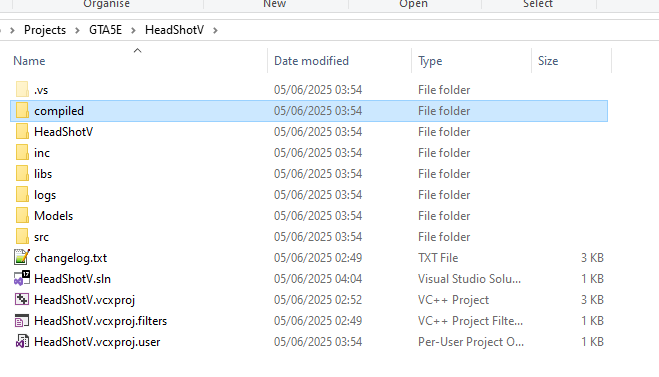 Organise New Open Select
Projects > GTA5E > HeadShotV >
Name Date modified Type Size
.vs 05/06/2025 03:54 File folder
compiled 05/06/2025 03:54 File folder
HeadShotV 05/06/2025 03:54 File folder
inc 05/06/2025 03:54 File folder
libs 05/06/2025 03:54 File folder
logs 05/06/2025 03:54 File folder
Models 05/06/2025 03:54 File folder
src 05/06/2025 03:54 File folder
changelog.txt 05/06/2025 02:49 TXT File 3 KB
HeadShotV.sln 05/06/2025 04:04 Visual Studio Solu... 1 KB
HeadShotV.vcxproj 05/06/2025 02:52 VC++ Project 3 KB
HeadShotV.vcxproj.filters 05/06/2025 02:49 VC++ Project Filte... 1 KB
HeadShotV.vcxproj.user 05/06/2025 03:54 Per-User Project O... 1 KB